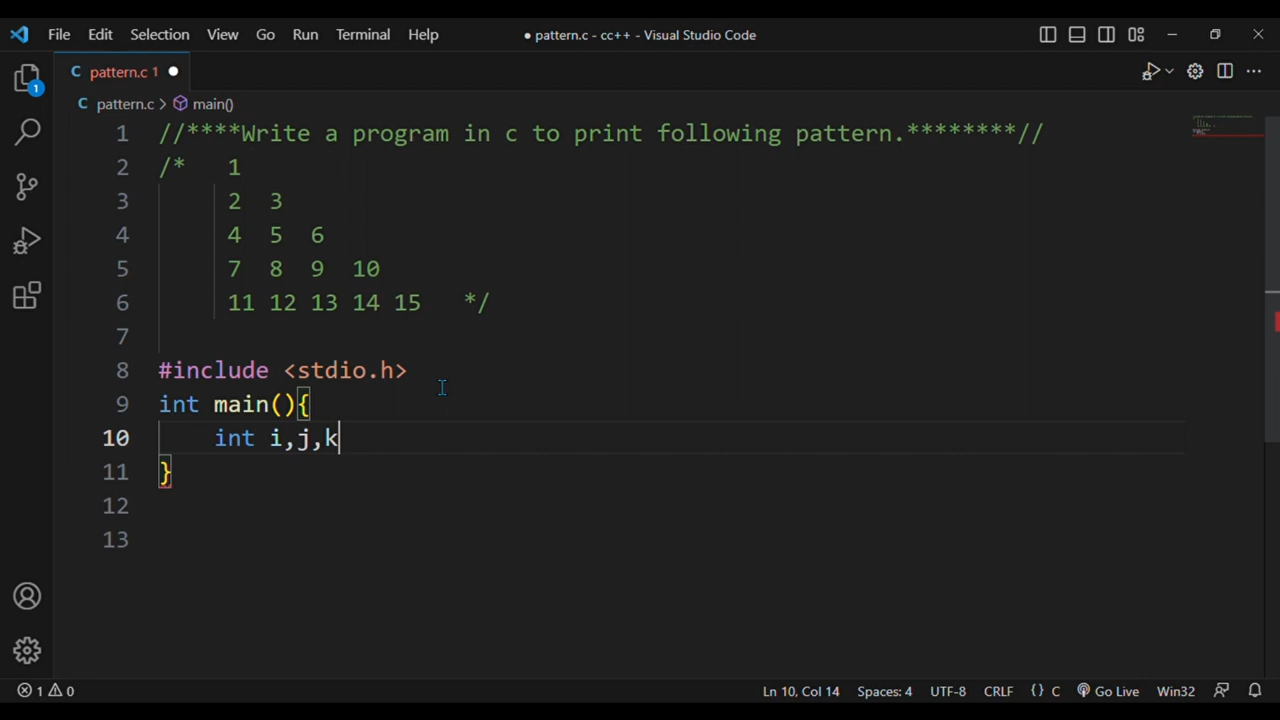 File Edit Selection View Go Run Terminal Help ● pattern.c - cc++ - Visual Studio Code
C pattern.c 1 ●
C pattern.c > main()
1 //****Write a program in c to print following pattern.********//
2 /* 1
3 2 3
4 4 5 6
5 7 8 9 10
6 11 12 13 14 15 */
7
8 #include <stdio.h>
9 int main(){
10 int i,j,k
11 }
12
13
1
1 0 Ln 10, Col 14 Spaces: 4 UTF-8 CRLF {} C Go Live Win32